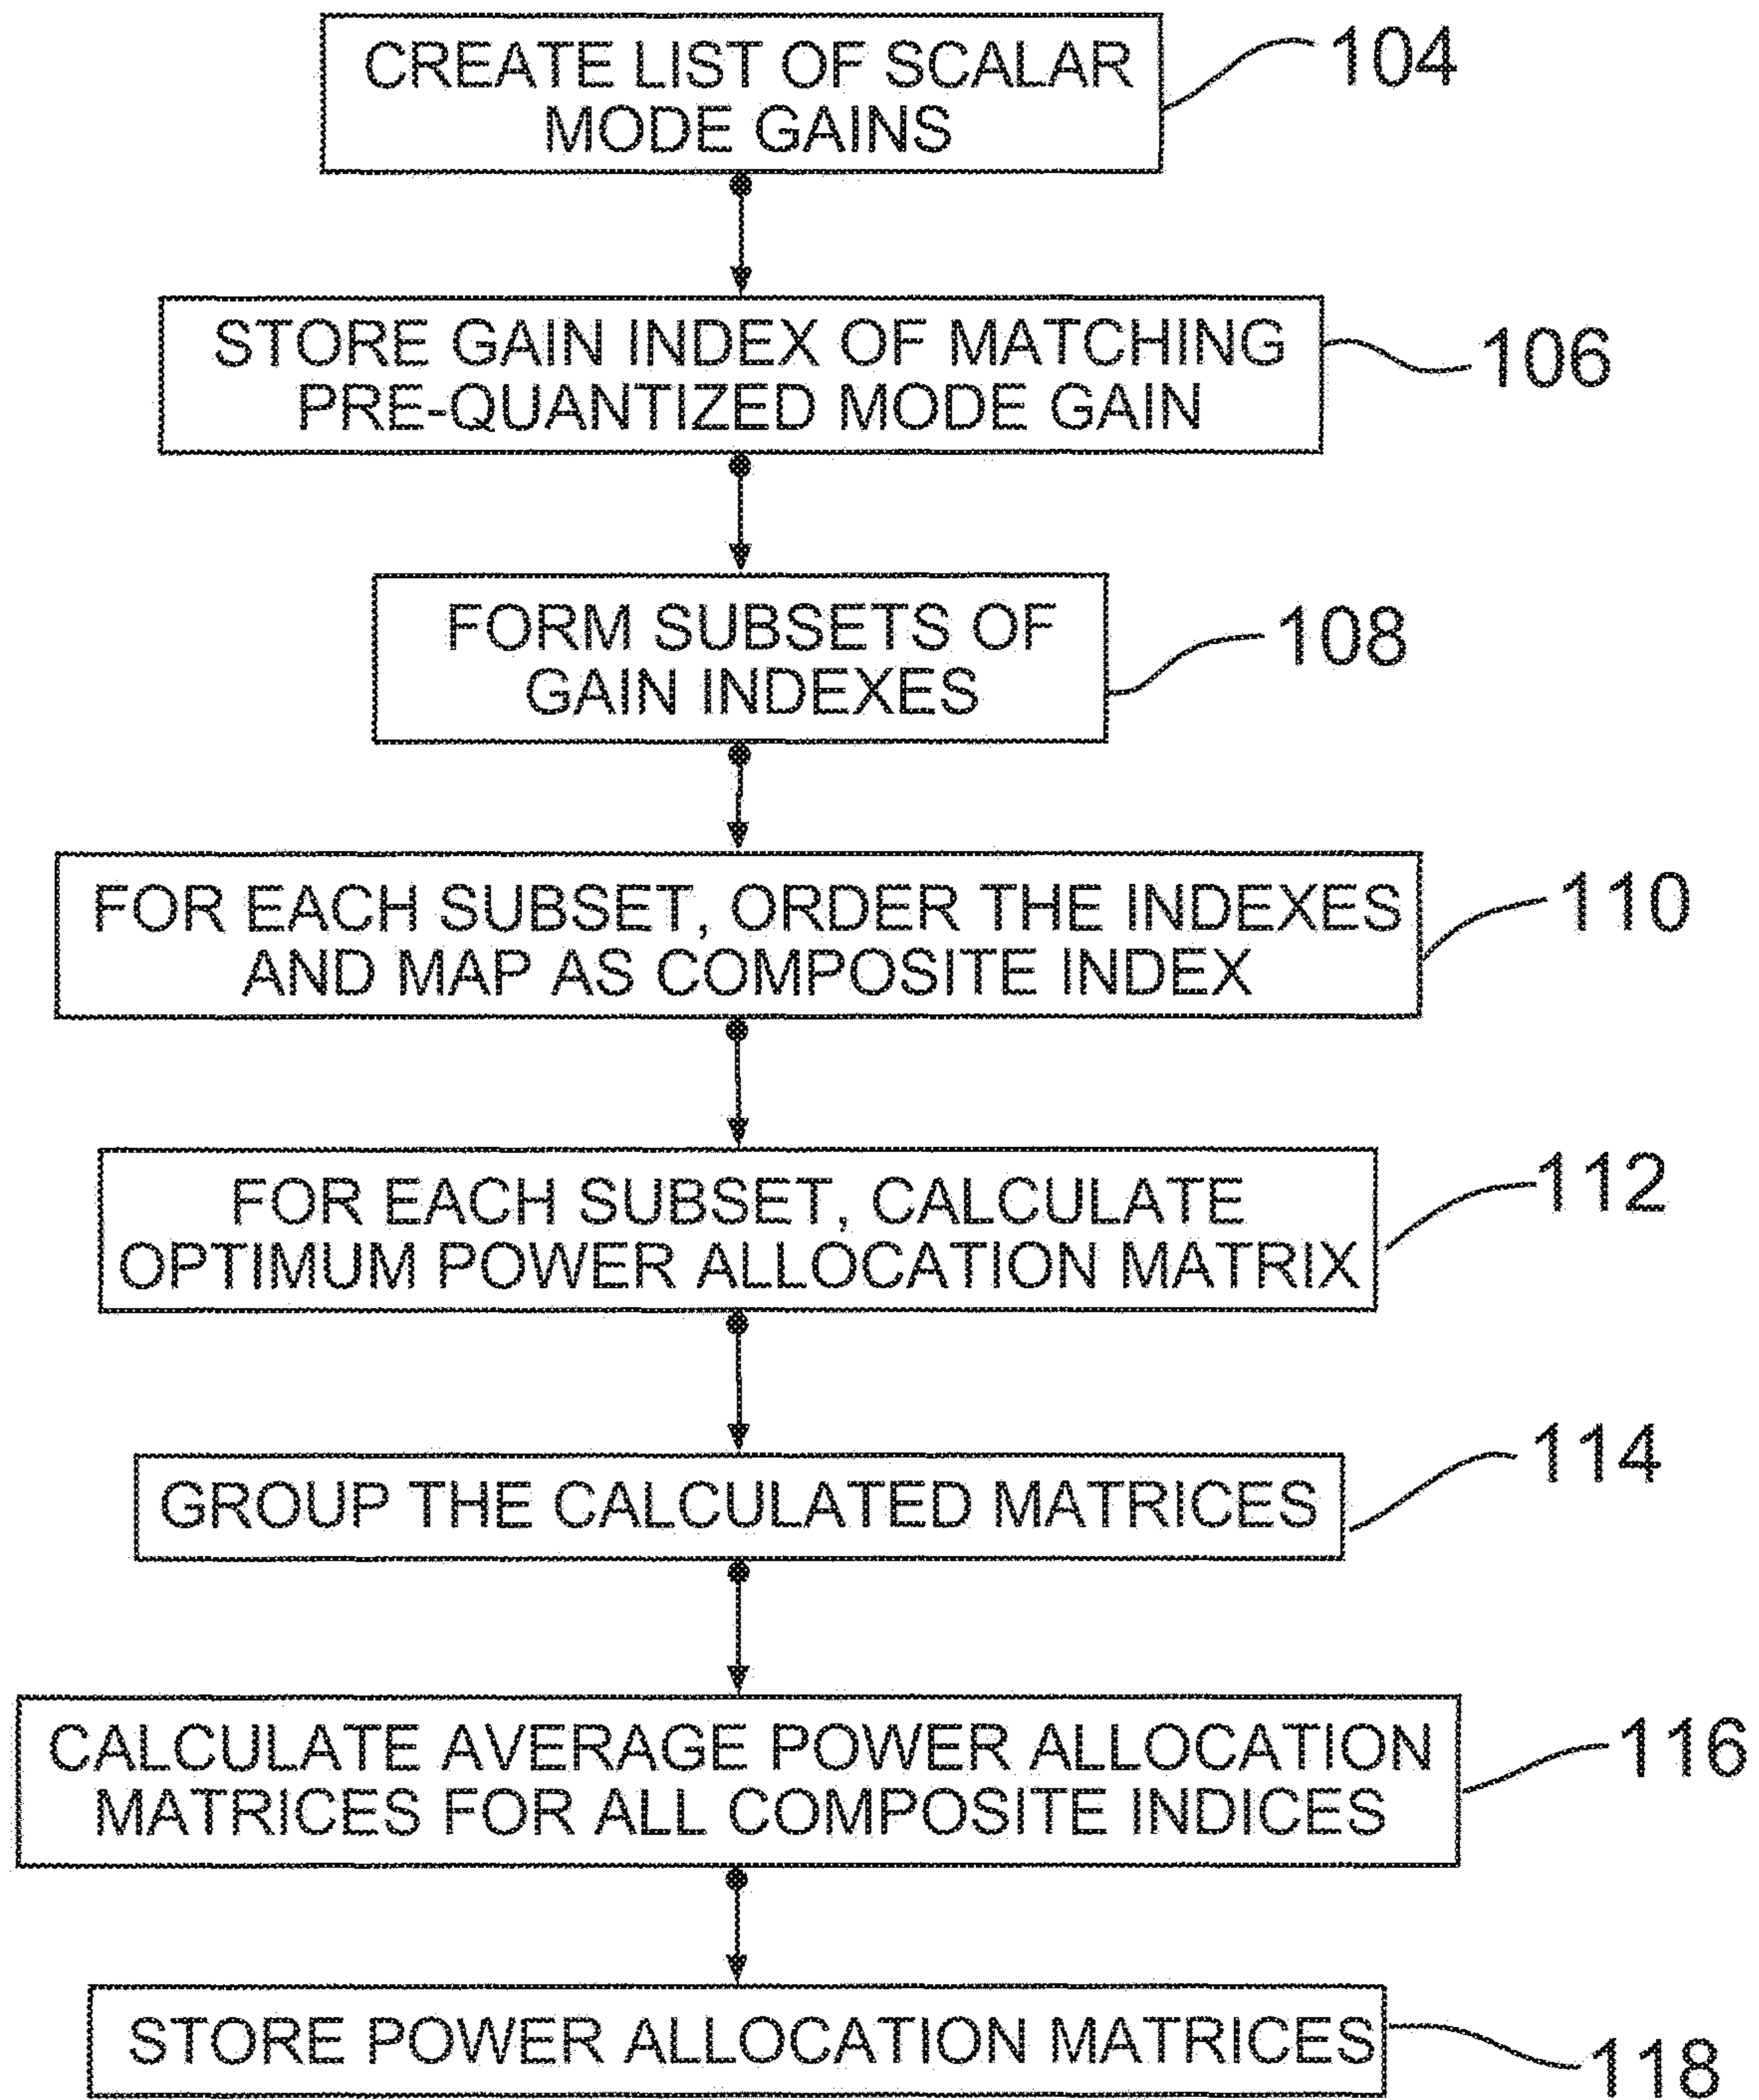 CREATE LIST OF SCALAR
MODE GAINS
104
STORE GAIN INDEX OF MATCHING
PRE-QUANTIZED MODE GAIN
106
FORM SUBSETS OF
GAIN INDEXES
108
FOR EACH SUBSET, ORDER THE INDEXES
AND MAP AS COMPOSITE INDEX
110
FOR EACH SUBSET, CALCULATE
OPTIMUM POWER ALLOCATION MATRIX
112
GROUP THE CALCULATED MATRICES
114
CALCULATE AVERAGE POWER ALLOCATION
MATRICES FOR ALL COMPOSITE INDICES
116
STORE POWER ALLOCATION MATRICES
118